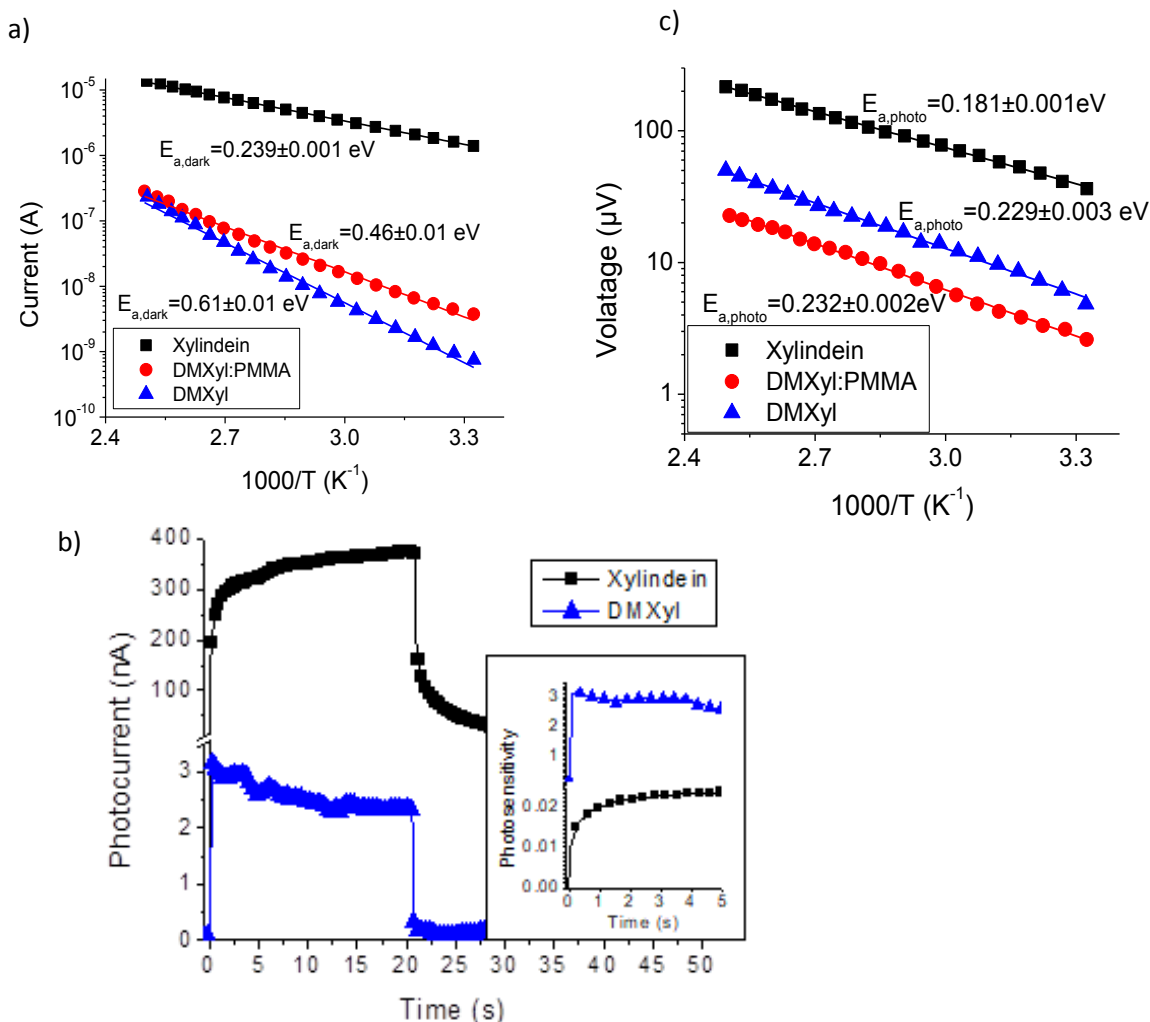 a)
10⁻⁵
10⁻⁶
10⁻⁷
10⁻⁸
10⁻⁹
10⁻¹⁰
Current (A)
Eₐ,dark=0.239±0.001 eV
Eₐ,dark=0.46±0.01 eV
Eₐ,dark=0.61±0.01 eV
Xylindein
DMXyl:PMMA
DMXyl
2.4 2.7 3.0 3.3
1000/T (K⁻¹)
c)
100
10
1
Volatage (µV)
Eₐ,photo=0.181±0.001eV
Eₐ,photo=0.229±0.003 eV
Eₐ,photo=0.232±0.002eV
Xylindein
DMXyl:PMMA
DMXyl
2.4 2.7 3.0 3.3
1000/T (K⁻¹)
b)
400
300
200
100
3
2
1
0
Photocurrent (nA)
Xylindein
DMXyl
3
2
1
0.02
0.01
0.00
Photosensitivity
0 1 2 3 4 5
Time (s)
0 5 10 15 20 25 30 35 40 45 50
Time (s)